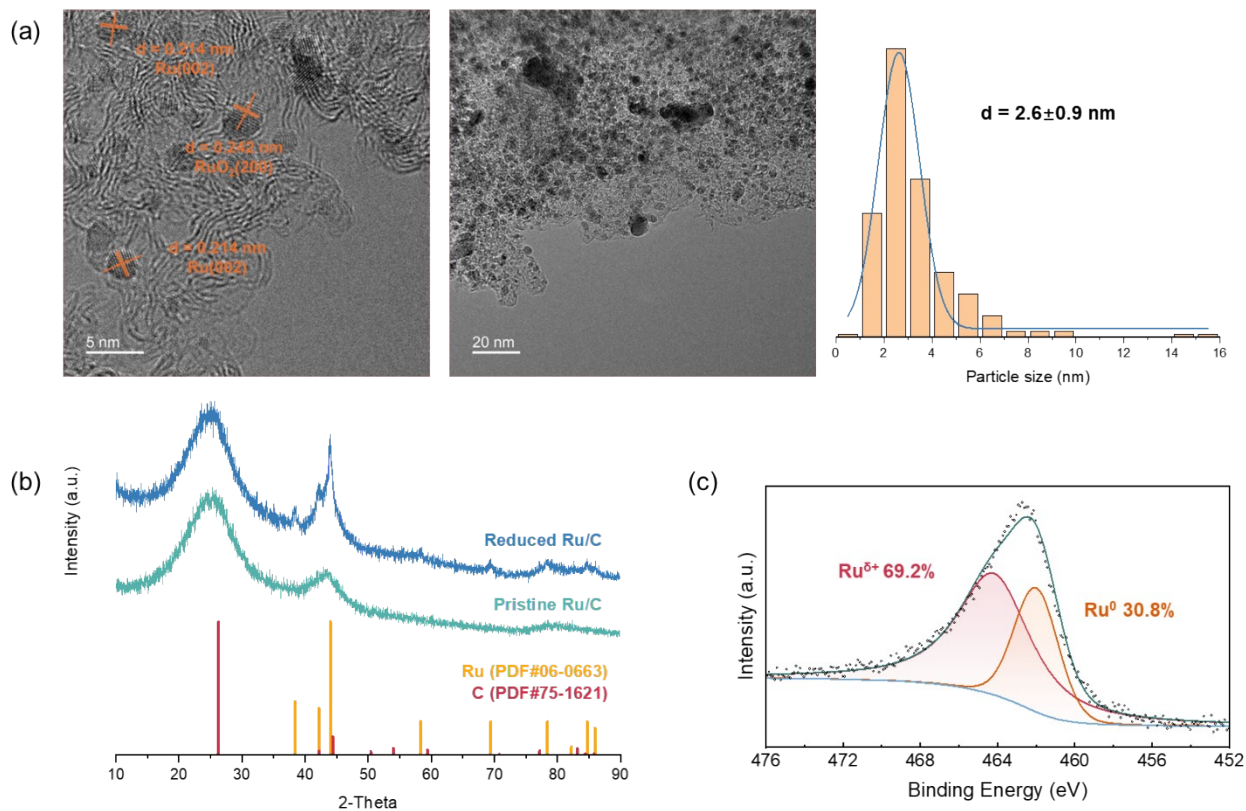 (a)
d = 0.214 nm
Ru(002)
d = 0.242 nm
RuO₂(200)
d = 0.214 nm
Ru(002)
5 nm
20 nm
d = 2.6±0.9 nm
0 2 4 6 8 10 12 14 16
Particle size (nm)
(b)
Intensity (a.u.)
Reduced Ru/C
Pristine Ru/C
Ru (PDF#06-0663)
C (PDF#75-1621)
10 20 30 40 50 60 70 80 90
2-Theta
(c)
Intensity (a.u.)
Ruᵟ⁺ 69.2%
Ru⁰ 30.8%
476 472 468 464 460 456 452
Binding Energy (eV)